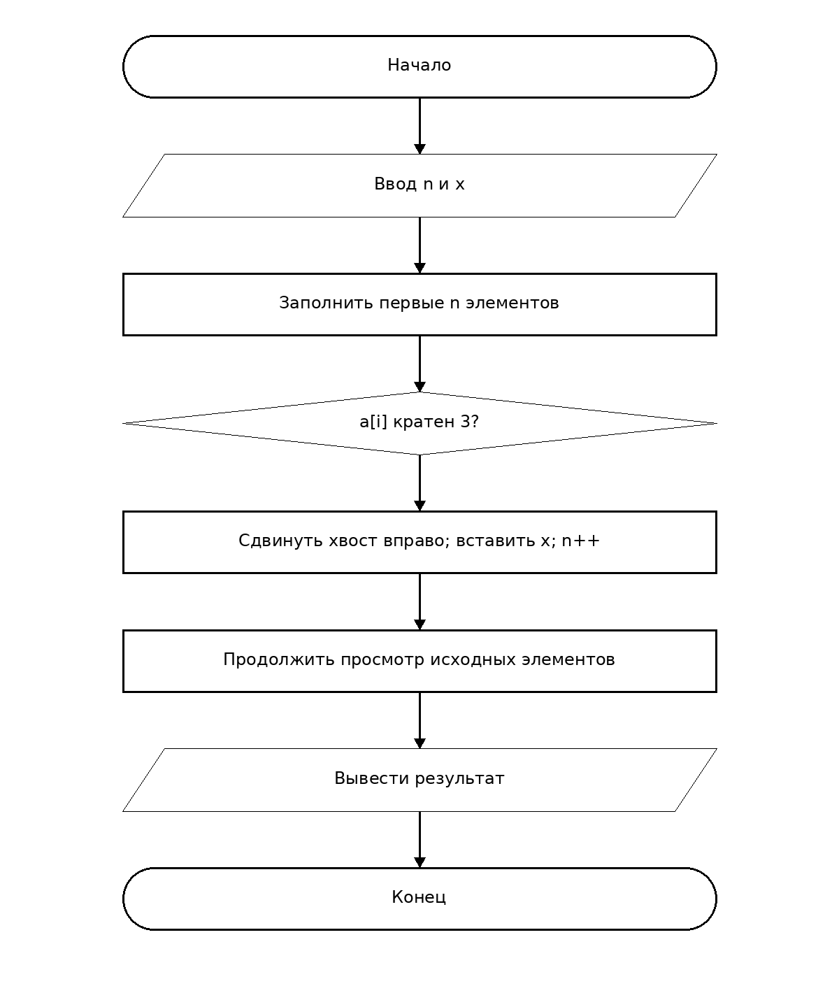 Начало
Ввод n и x
Заполнить первые n элементов
a[i] кратен 3?
Сдвинуть хвост вправо; вставить x; n++
Продолжить просмотр исходных элементов
Вывести результат
Конец